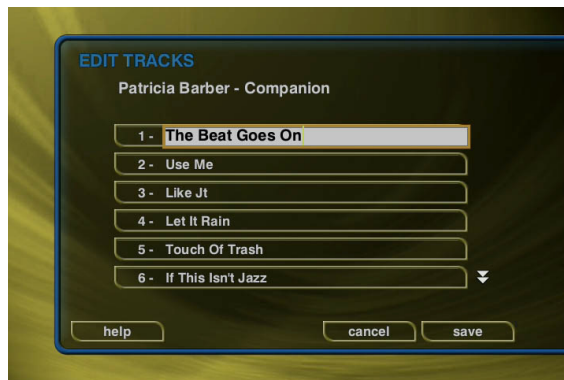 EDIT TRACKS
Patricia Barber - Companion
1 - The Beat Goes On
2 - Use Me
3 - Like Jt
4 - Let It Rain
5 - Touch Of Trash
6 - If This Isn't Jazz
help cancel save